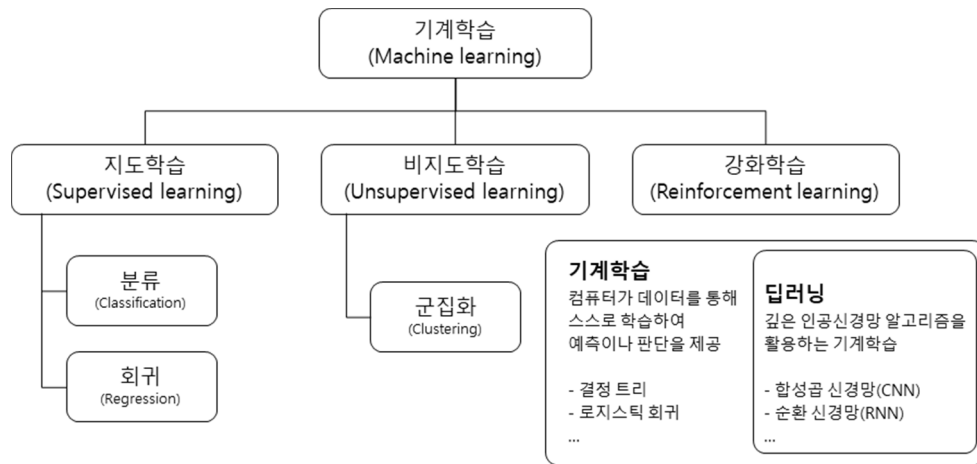 기계학습
(Machine learning)
지도학습
(Supervised learning)
비지도학습
(Unsupervised learning)
강화학습
(Reinforcement learning)
분류
(Classification)
회귀
(Regression)
군집화
(Clustering)
기계학습
컴퓨터가 데이터를 통해
스스로 학습하여
예측이나 판단을 제공
- 결정 트리
- 로지스틱 회귀
...
딥러닝
깊은 인공신경망 알고리즘을
활용하는 기계학습
- 합성곱 신경망(CNN)
- 순환 신경망(RNN)
...